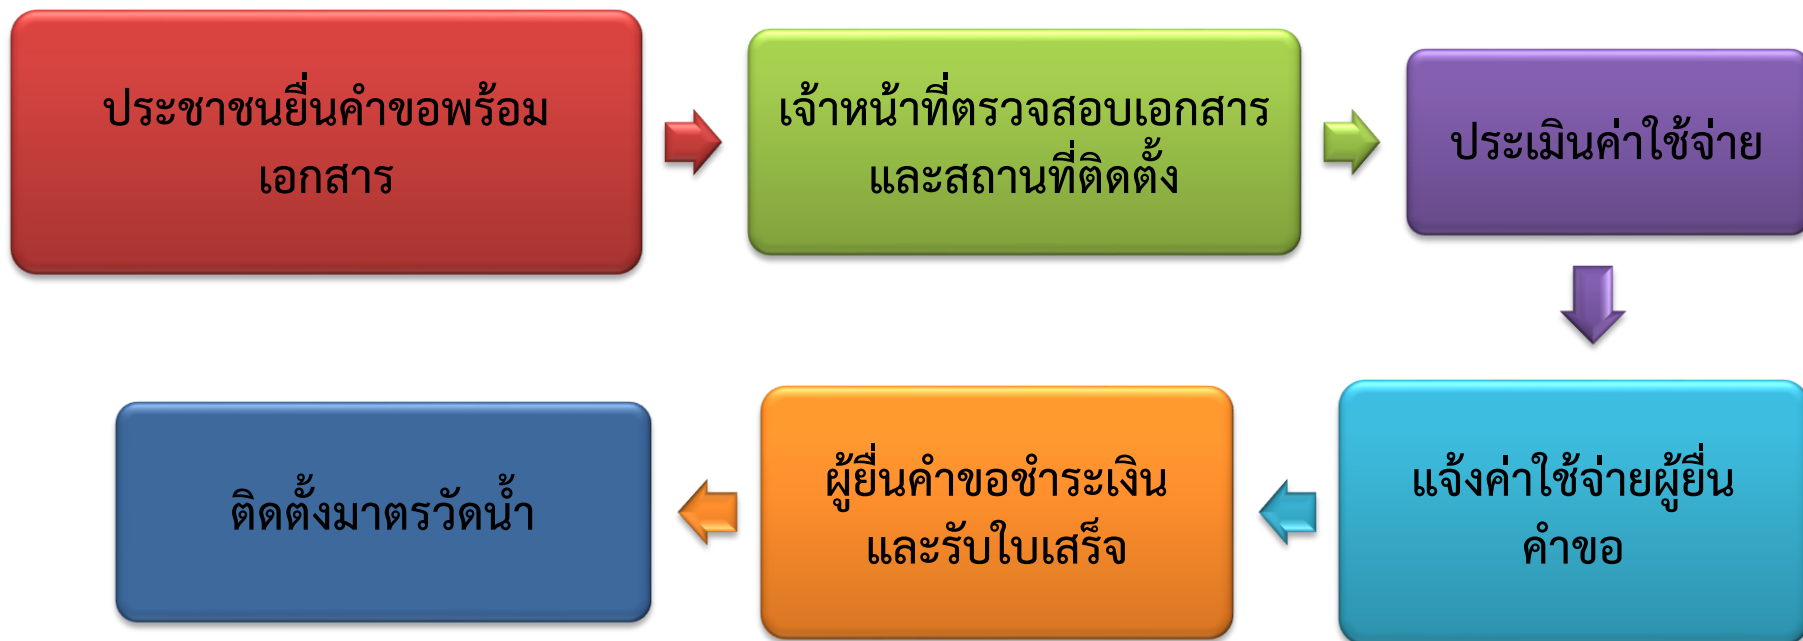 ประชาชนยื่นคำขอพร้อม
เอกสาร
เจ้าหน้าที่ตรวจสอบเอกสาร
และสถานที่ติดตั้ง
ประเมินค่าใช้จ่าย
แจ้งค่าใช้จ่ายผู้ยื่น
คำขอ
ผู้ยื่นคำขอชำระเงิน
และรับใบเสร็จ
ติดตั้งมาตรวัดน้ำ